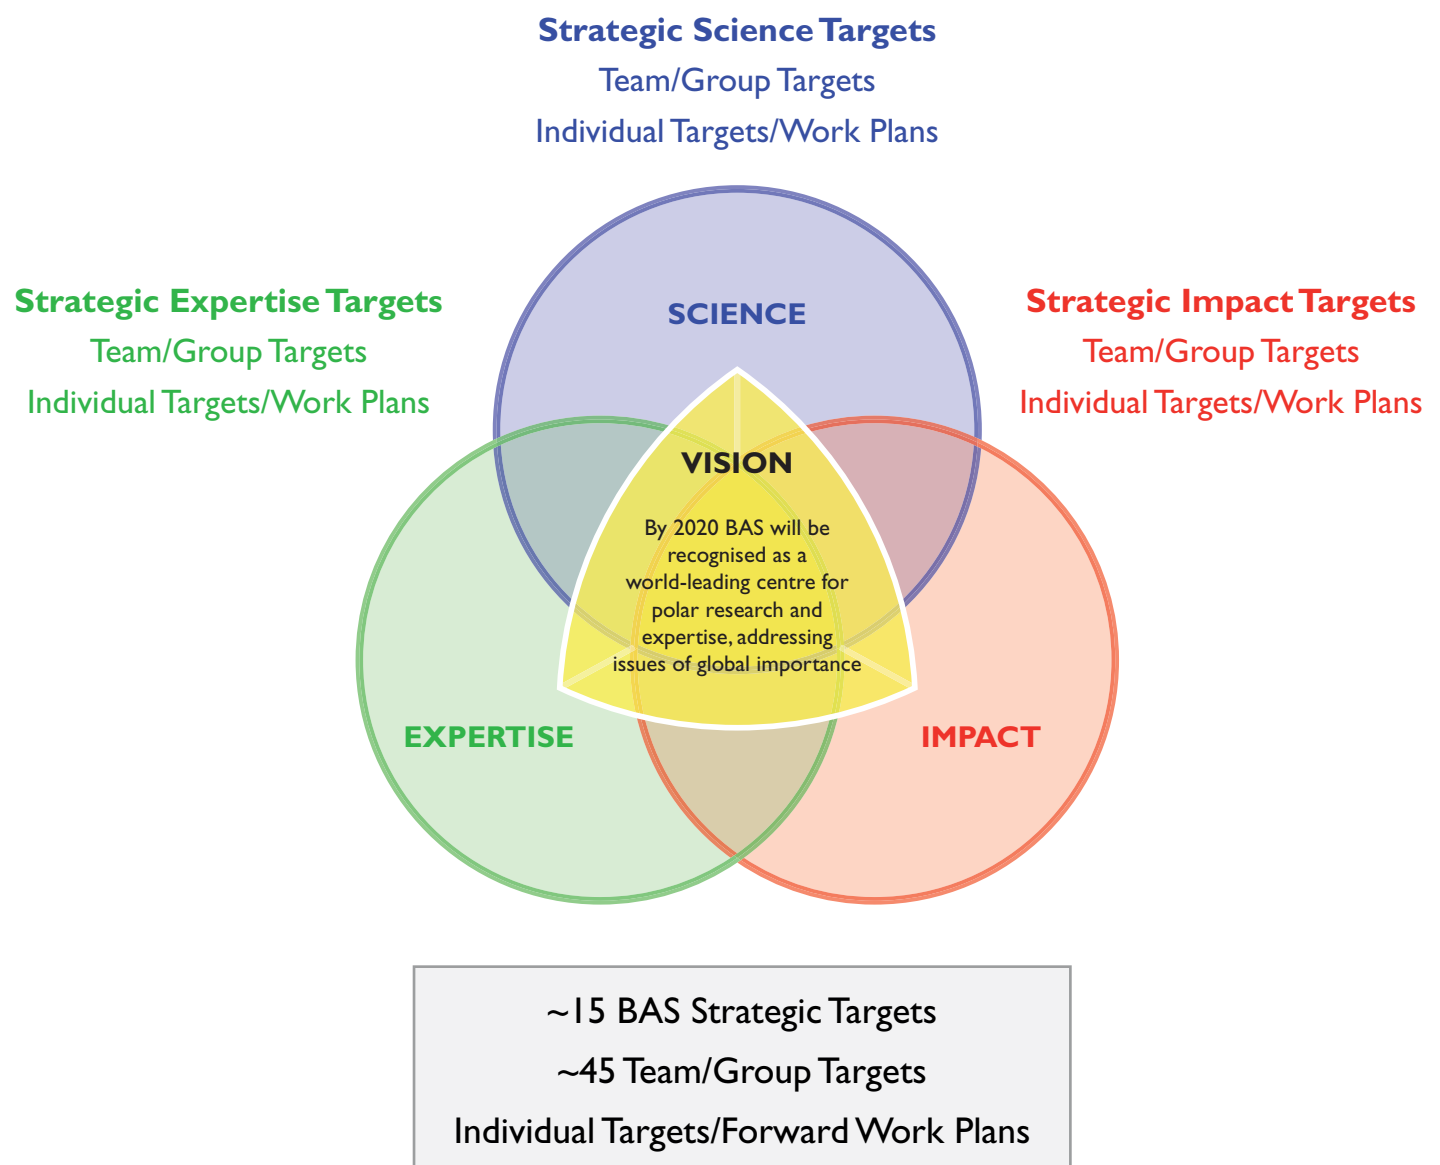 Strategic Science Targets
Team/Group Targets
Individual Targets/Work Plans
Strategic Expertise Targets
Team/Group Targets
Individual Targets/Work Plans
Strategic Impact Targets
Team/Group Targets
Individual Targets/Work Plans
SCIENCE
VISION
By 2020 BAS will be
recognised as a
world-leading centre for
polar research and
expertise, addressing
issues of global importance
EXPERTISE
IMPACT
~15 BAS Strategic Targets
~45 Team/Group Targets
Individual Targets/Forward Work Plans